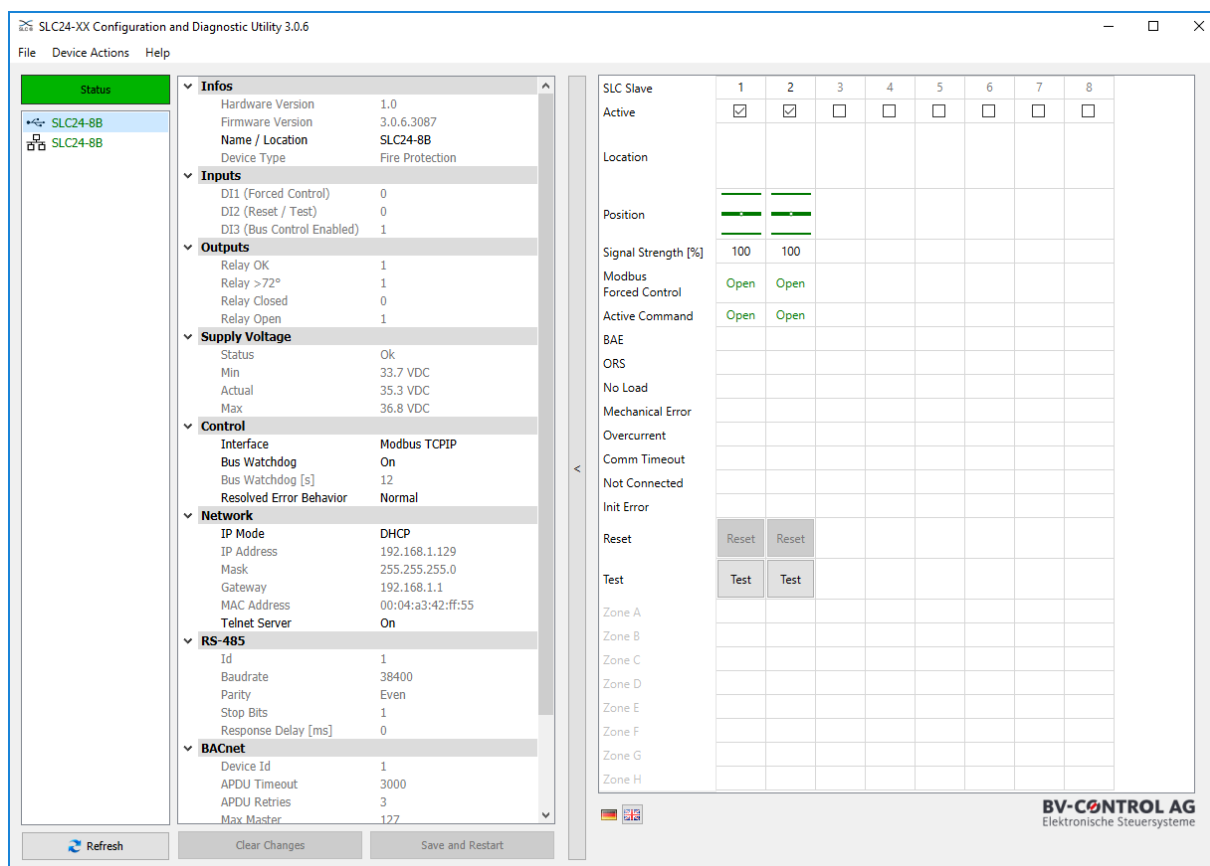 SLC24-XX Configuration and Diagnostic Utility 3.0.6
File Device Actions Help
Status
SLC24-8B
SLC24-8B
Refresh
Infos
Hardware Version 1.0
Firmware Version 3.0.6.3087
Name / Location SLC24-8B
Device Type Fire Protection
Inputs
DI1 (Forced Control) 0
DI2 (Reset / Test) 0
DI3 (Bus Control Enabled) 1
Outputs
Relay OK 1
Relay >72° 1
Relay Closed 0
Relay Open 1
Supply Voltage
Status Ok
Min 33.7 VDC
Actual 35.3 VDC
Max 36.8 VDC
Control
Interface Modbus TCPIP
Bus Watchdog On
Bus Watchdog [s] 12
Resolved Error Behavior Normal
Network
IP Mode DHCP
IP Address 192.168.1.129
Mask 255.255.255.0
Gateway 192.168.1.1
MAC Address 00:04:a3:42:ff:55
Telnet Server On
RS-485
Id 1
Baudrate 38400
Parity Even
Stop Bits 1
Response Delay [ms] 0
BACnet
Device Id 1
APDU Timeout 3000
APDU Retries 3
Max Master 127
Clear Changes Save and Restart
<
SLC Slave 1 2 3 4 5 6 7 8
Active
Location
Position
Signal Strength [%] 100 100
Modbus
Forced Control Open Open
Active Command Open Open
BAE
ORS
No Load
Mechanical Error
Overcurrent
Comm Timeout
Not Connected
Init Error
Reset Reset Reset
Test Test Test
Zone A
Zone B
Zone C
Zone D
Zone E
Zone F
Zone G
Zone H
BV-CONTROL AG
Elektronische Steuersysteme